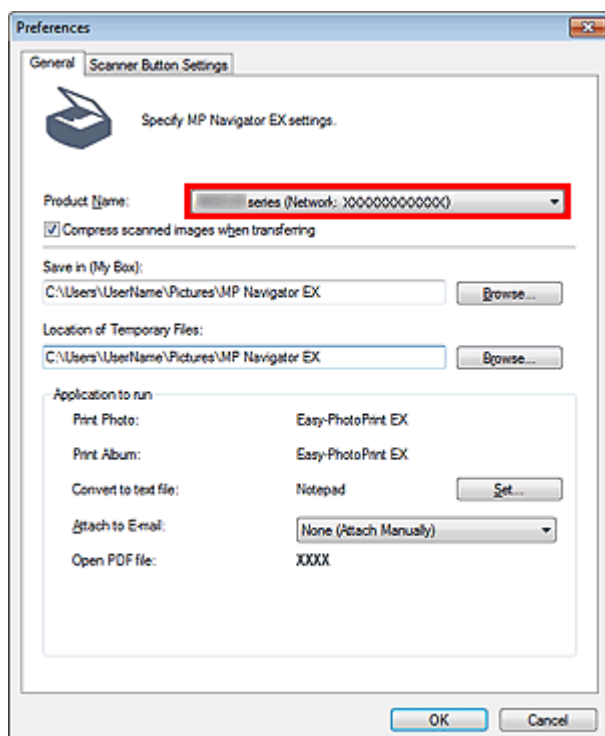 Preferences
General Scanner Button Settings
Specify MP Navigator EX settings.
Product Name: series (Network: XXXXXXXXXXXX)
Compress scanned images when transferring
Save in (My Box):
C:\Users\UserName\Pictures\MP Navigator EX Browse...
Location of Temporary Files:
C:\Users\UserName\Pictures\MP Navigator EX Browse...
Application to run
Print Photo: Easy-PhotoPrint EX
Print Album: Easy-PhotoPrint EX
Convert to text file: Notepad Set...
Attach to E-mail: None (Attach Manually)
Open PDF file: XXXX
OK Cancel